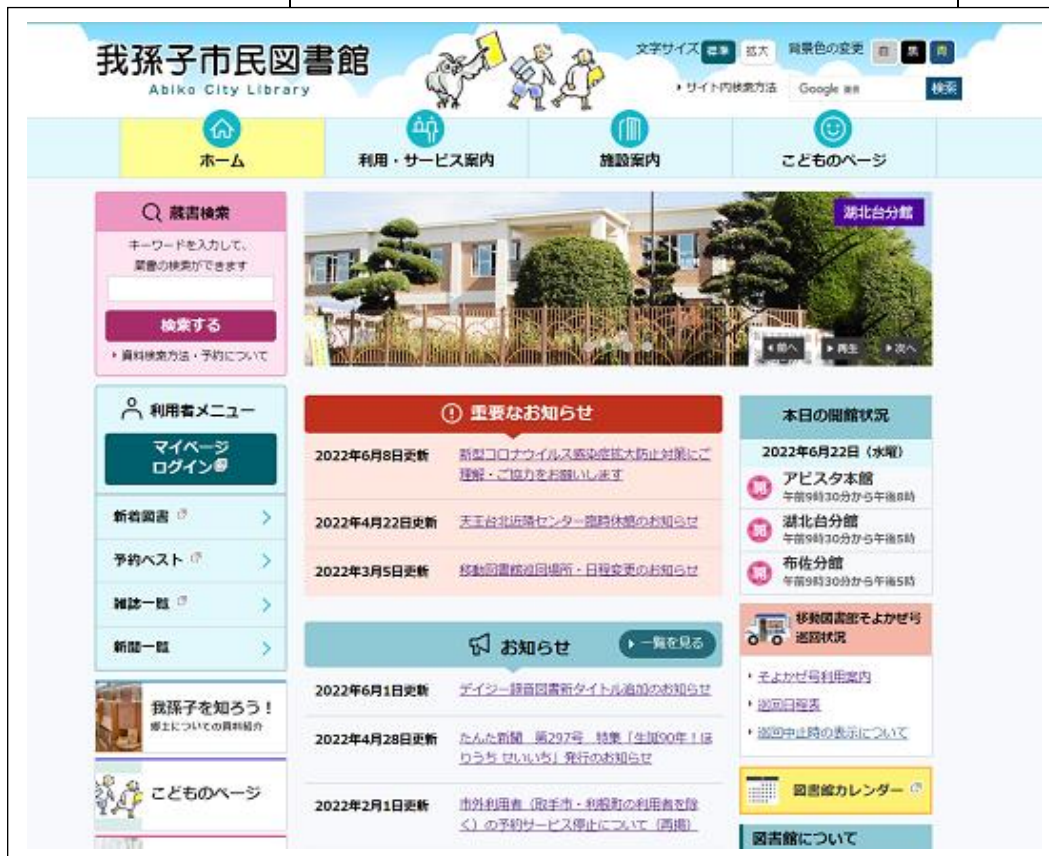 我孫子市民図書館
Abiko City Library
文字サイズ 標準 拡大 背景色の変更 白 黒 青
サイト内検索方法 Google 検索
ホーム
利用・サービス案内
施設案内
こどものページ
蔵書検索
キーワードを入力して、
蔵書の検索ができます
検索する
資料検索方法・予約について
湖北台分館
前へ 再生 次へ
利用者メニュー
マイページ
ログイン
新着図書
予約ベスト
雑誌一覧
新聞一覧
我孫子を知ろう!
郷土についての資料紹介
こどものページ
重要なお知らせ
2022年6月8日更新 新型コロナウイルス感染症拡大防止対策にご
理解・ご協力をお願いします
2022年4月22日更新 天王台北近隣センター臨時休館のお知らせ
2022年3月5日更新 移動図書館巡回場所・日程変更のお知らせ
お知らせ 一覧を見る
2022年6月1日更新 デイジー録音図書新タイトル追加のお知らせ
2022年4月28日更新 たんた新聞 第297号 特集「生誕90年!ほ
りうち せいいち」発行のお知らせ
2022年2月1日更新 市外利用者(取手市・利根町の利用者を除
く)の予約サービス停止について(再掲)
本日の開館状況
2022年6月22日(水曜)
開 アビスタ本館
午前9時30分から午後8時
開 湖北台分館
午前9時30分から午後5時
開 布佐分館
午前9時30分から午後5時
移動図書館そよかぜ号
巡回状況
そよかぜ号利用案内
巡回日程表
巡回中止時の表示について
図書館カレンダー
図書館について